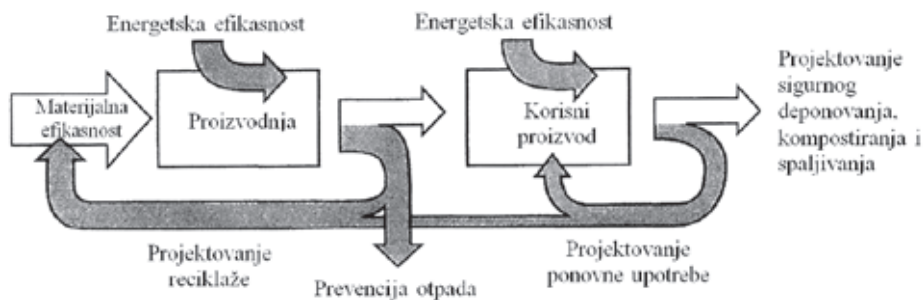 Energetska efikasnost
Energetska efikasnost
Materijalna
efikasnost
Proizvodnja
Korisni
proizvod
Projektovanje
sigurnog
deponovanja,
kompostiranja i
spaljivanja
Projektovanje
reciklaže
Prevencija otpada
Projektovanje
ponovne upotrebe